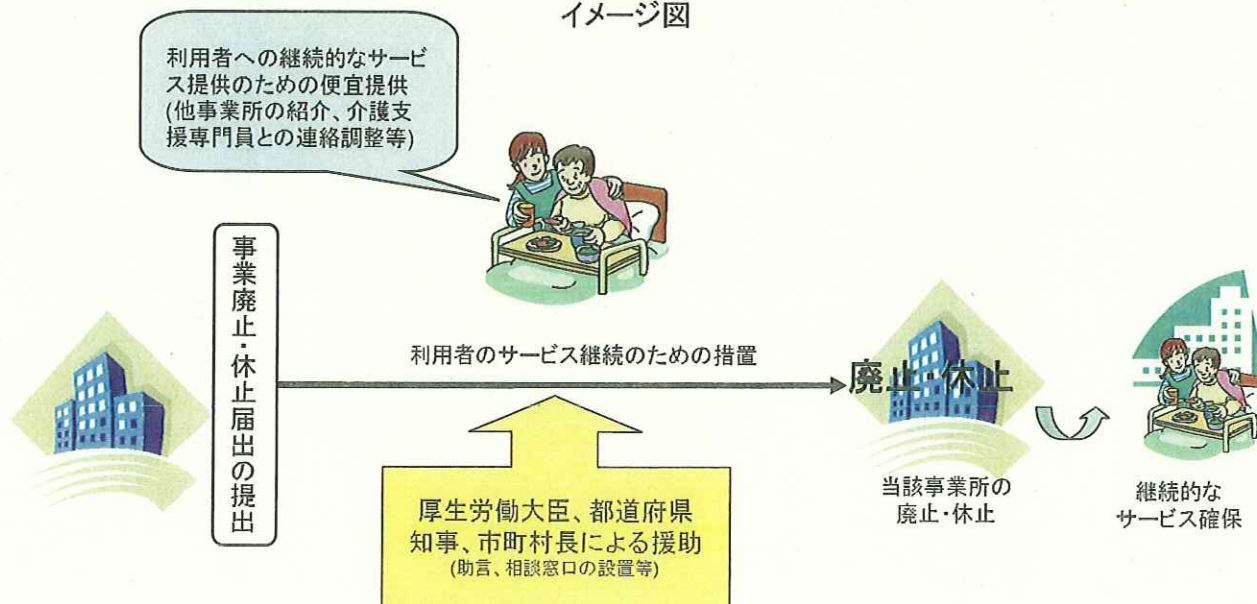 イメージ図
利用者への継続的なサービ
ス提供のための便宜提供
(他事業所の紹介、介護支
援専門員との連絡調整等)
事業廃止・休止届出の提出
利用者のサービス継続のための措置
厚生労働大臣、都道府県
知事、市町村長による援助
(助言、相談窓口の設置等)
廃止・休止
当該事業所の
廃止・休止
継続的な
サービス確保